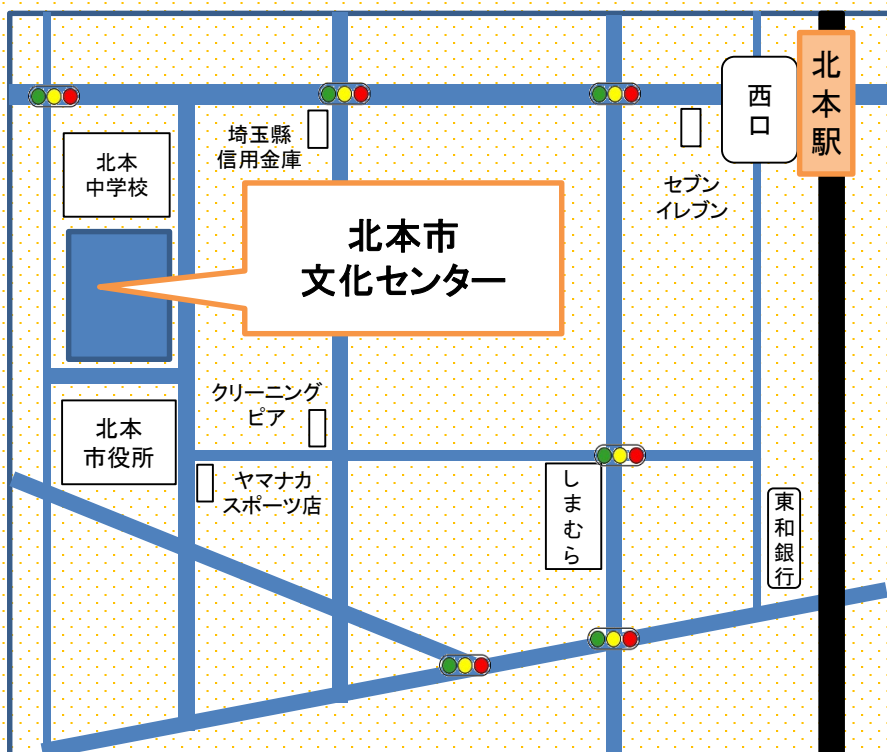 北本駅
西口
埼玉縣
信用金庫
北本
中学校
セブン
イレブン
北本市
文化センター
クリーニング
ピア
北本
市役所
ヤマナカ
スポーツ店
しまむら
東和銀行